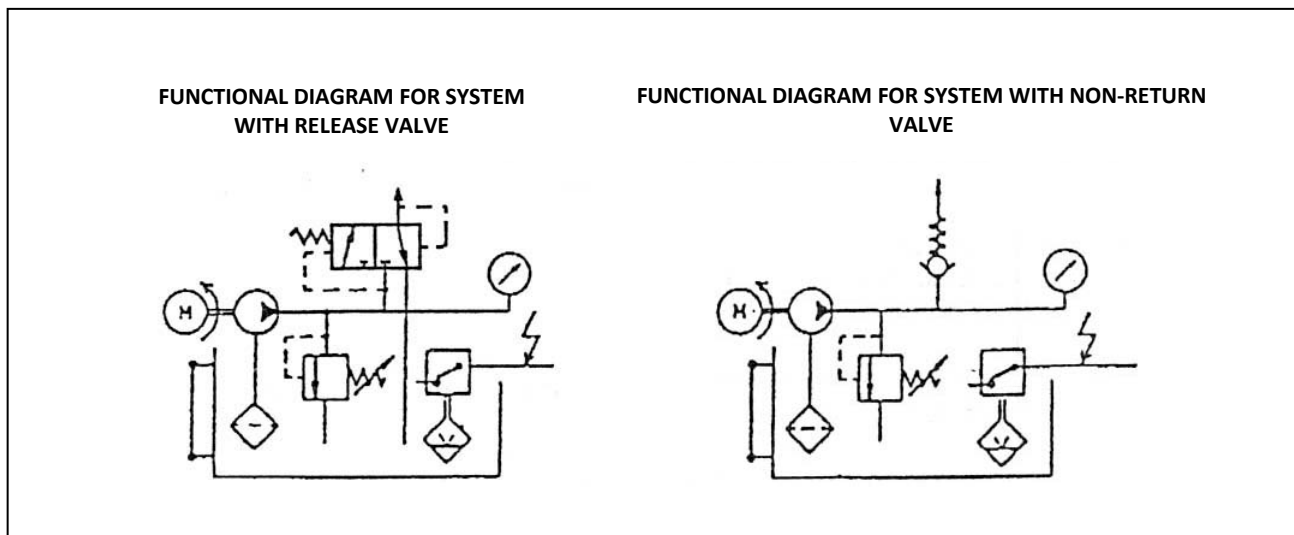 FUNCTIONAL DIAGRAM FOR SYSTEM
WITH RELEASE VALVE
FUNCTIONAL DIAGRAM FOR SYSTEM WITH NON-RETURN
VALVE
M
M